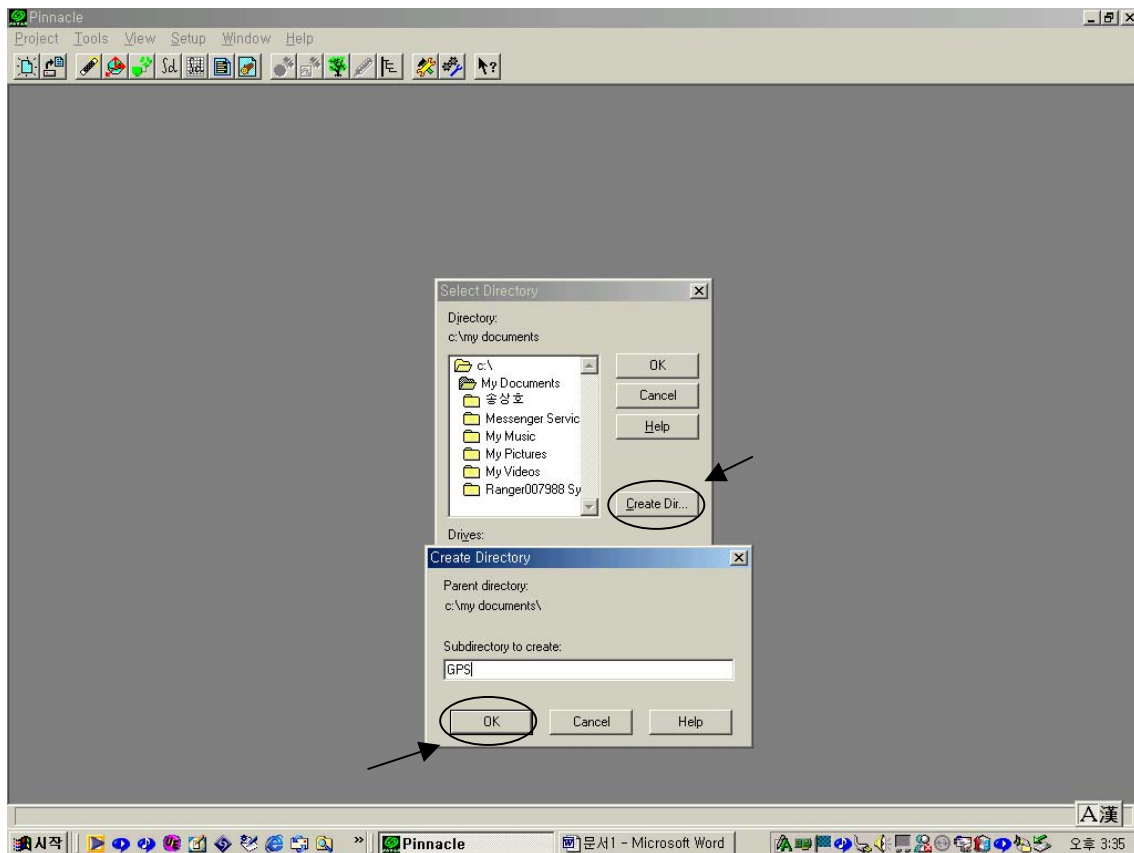 Pinnacle
Project Tools View Setup Window Help
Select Directory
Directory:
c:\my documents
c:\
My Documents
송상호
Messenger Servic
My Music
My Pictures
My Videos
Ranger007988 Sy
OK
Cancel
Help
Create Dir...
Drives:
Create Directory
Parent directory:
c:\my documents\
Subdirectory to create:
GPS
OK Cancel Help
A漢
시작 » Pinnacle 문서1 - Microsoft Word 오후 3:35